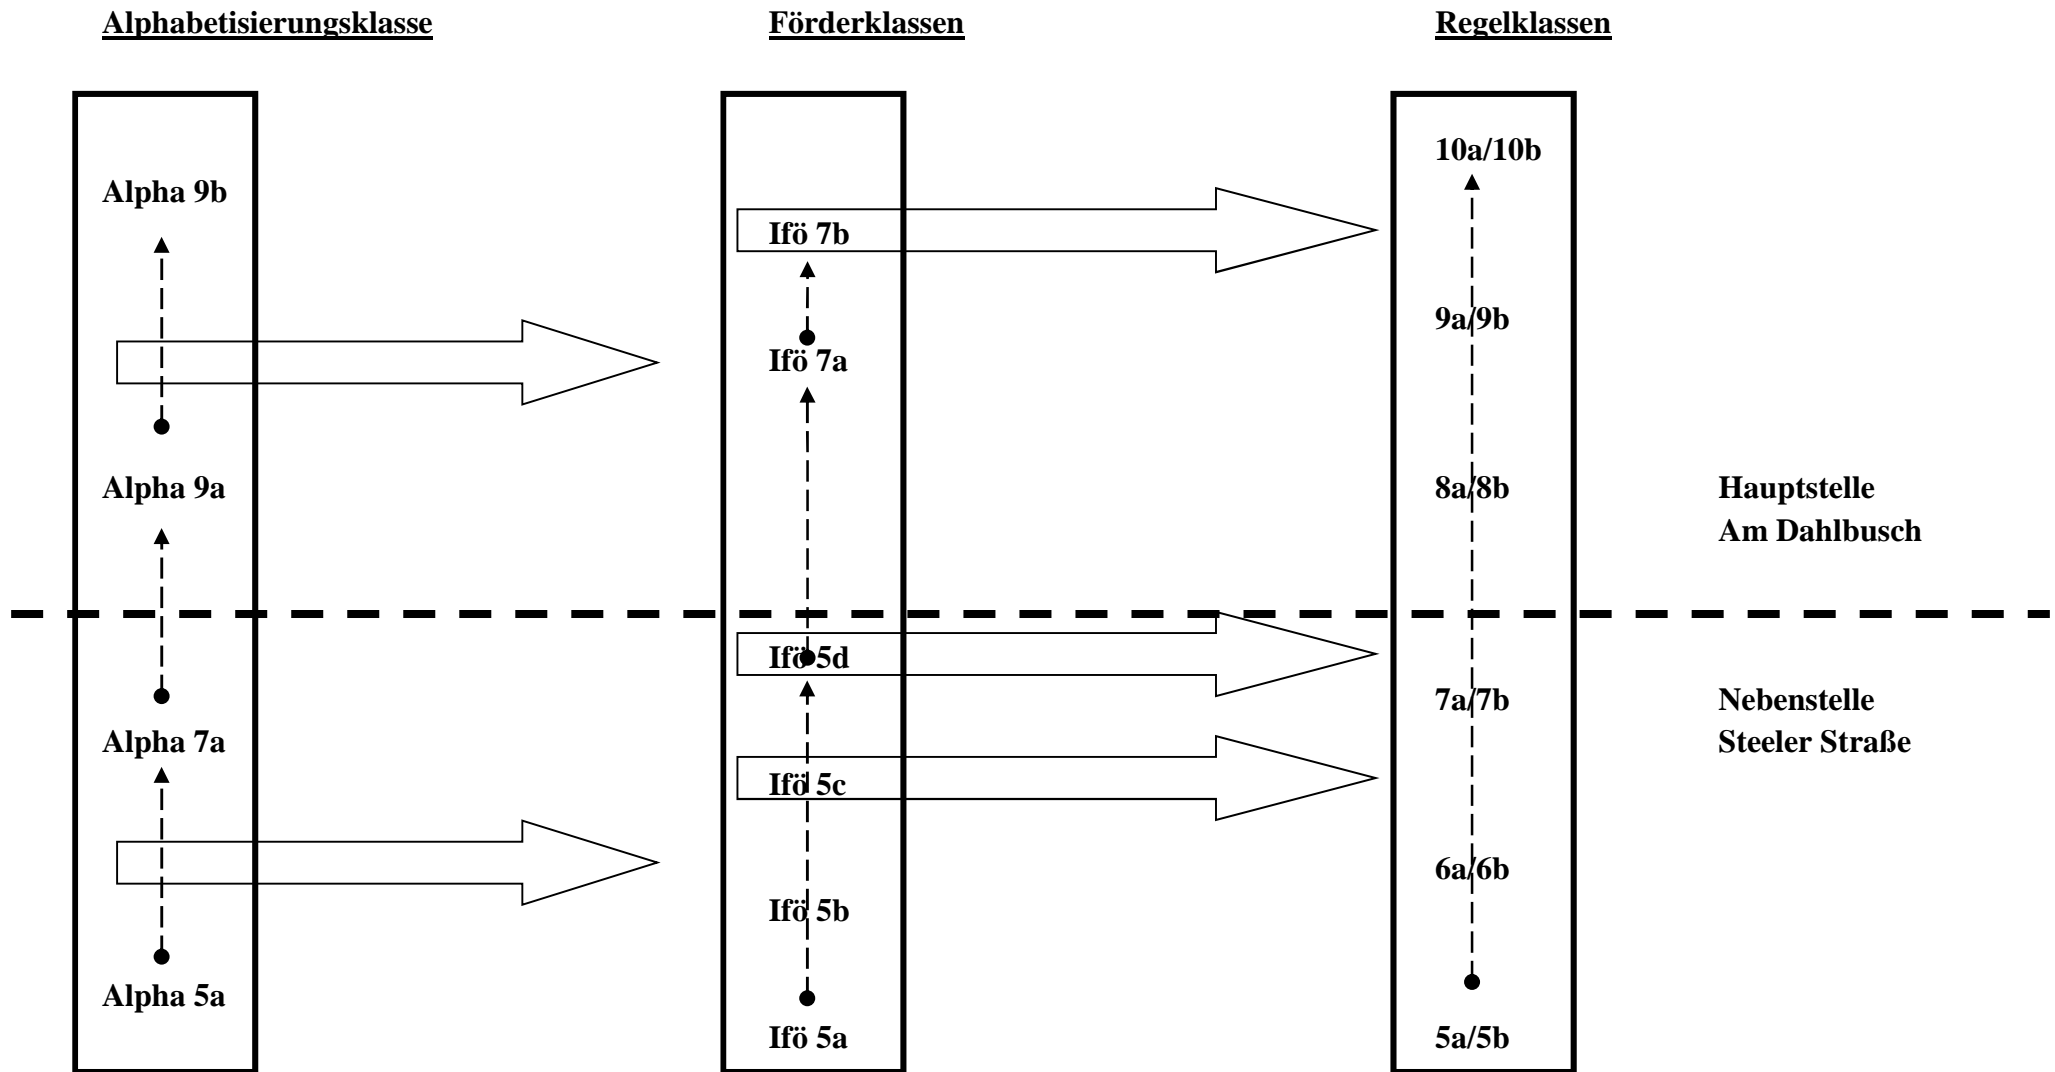 Alphabetisierungsklasse
Förderklassen
Regelklassen
Alpha 9b
Alpha 9a
Alpha 7a
Alpha 5a
Ifö 7b
Ifö 7a
Ifö 5d
Ifö 5c
Ifö 5b
Ifö 5a
10a/10b
9a/9b
8a/8b
7a/7b
6a/6b
5a/5b
Hauptstelle
Am Dahlbusch
Nebenstelle
Steeler Straße